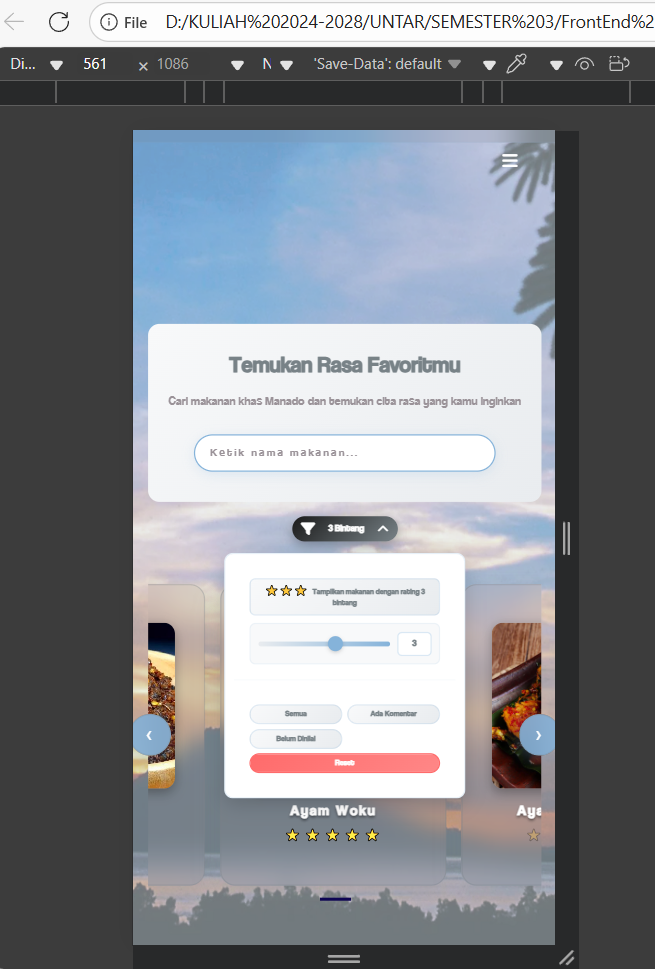 File
D:/KULIAH%202024-2028/UNTAR/SEMESTER%203/FrontEnd%2
Di...
561
×
1086
N
'Save-Data': default
Temukan Rasa Favoritmu
Cari makanan khas Manado dan temukan cita rasa yang kamu inginkan
Ketik nama makanan...
3 Bintang
Tampilkan makanan dengan rating 3
bintang
3
Semua
Ada Komentar
Belum Dinilai
Reset
Ayam Woku
Aya